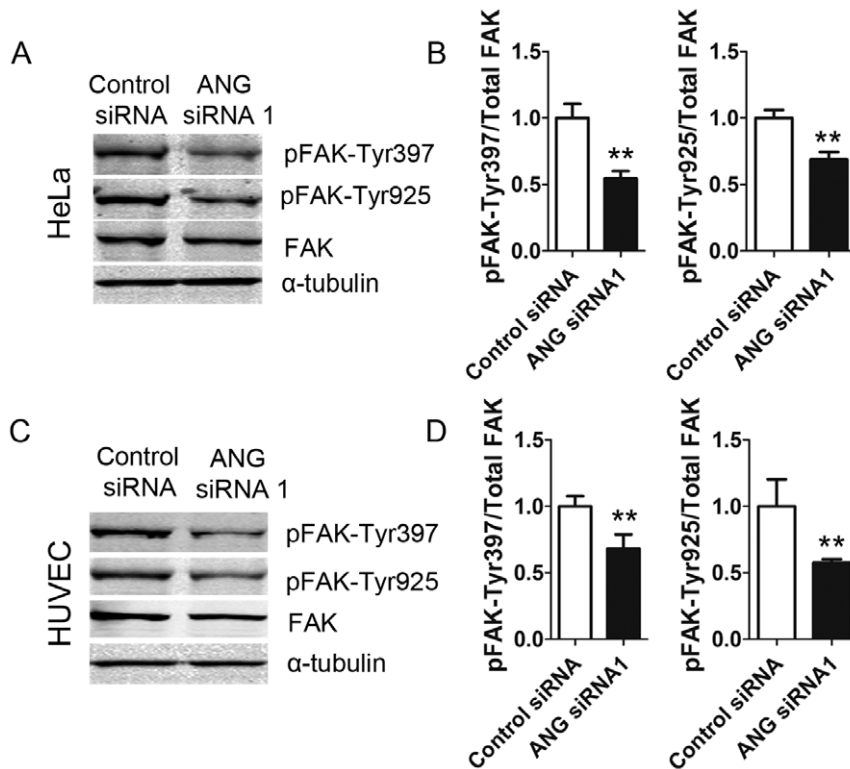 A
Control siRNA
ANG siRNA 1
HeLa
pFAK-Tyr397
pFAK-Tyr925
FAK
α-tubulin
B
pFAK-Tyr397/Total FAK
1.5
1.0
0.5
0.0
**
Control siRNA
ANG siRNA1
pFAK-Tyr925/Total FAK
1.5
1.0
0.5
0.0
**
Control siRNA
ANG siRNA1
C
Control siRNA
ANG siRNA 1
HUVEC
pFAK-Tyr397
pFAK-Tyr925
FAK
α-tubulin
D
pFAK-Tyr397/Total FAK
1.5
1.0
0.5
0.0
**
Control siRNA
ANG siRNA1
pFAK-Tyr925/Total FAK
1.5
1.0
0.5
0.0
**
Control siRNA
ANG siRNA1